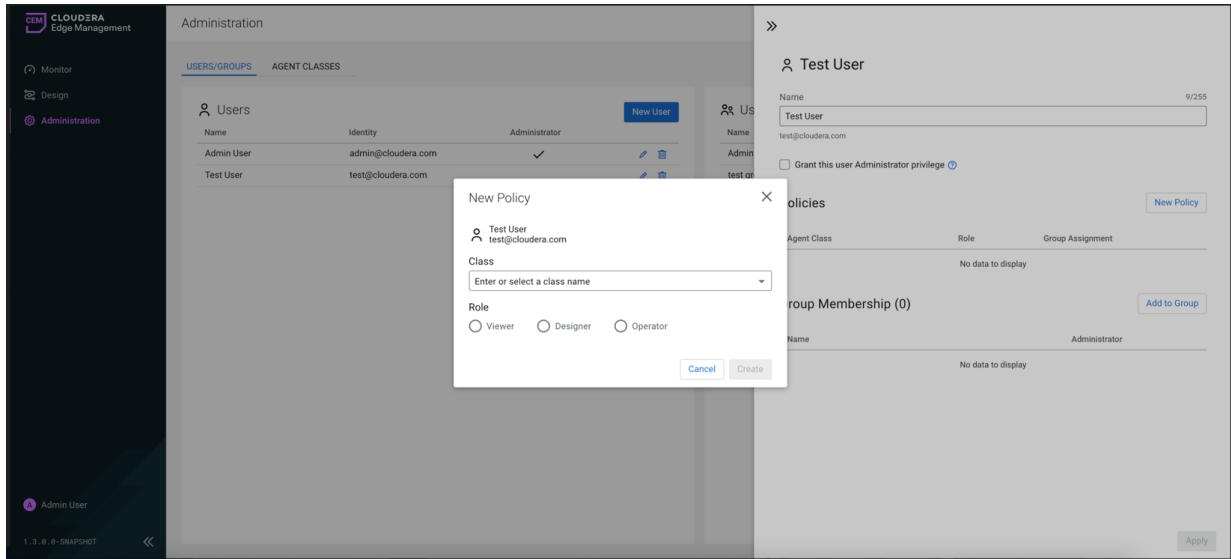 CEM CLOUDERA
Edge Management
Monitor
Design
Administration
A Admin User
1.3.0.0-SNAPSHOT
Administration
USERS/GROUPS AGENT CLASSES
Users
New User
Name Identity Administrator
Admin User admin@cloudera.com
Test User test@cloudera.com
Us
Name
Admin
test gr
New Policy
Test User
test@cloudera.com
Class
Enter or select a class name
Role
Viewer Designer Operator
Cancel Create
Test User
Name 9/255
Test User
test@cloudera.com
Grant this user Administrator privilege ?
olicies New Policy
Agent Class Role Group Assignment
No data to display
roup Membership (0) Add to Group
Name Administrator
No data to display
Apply